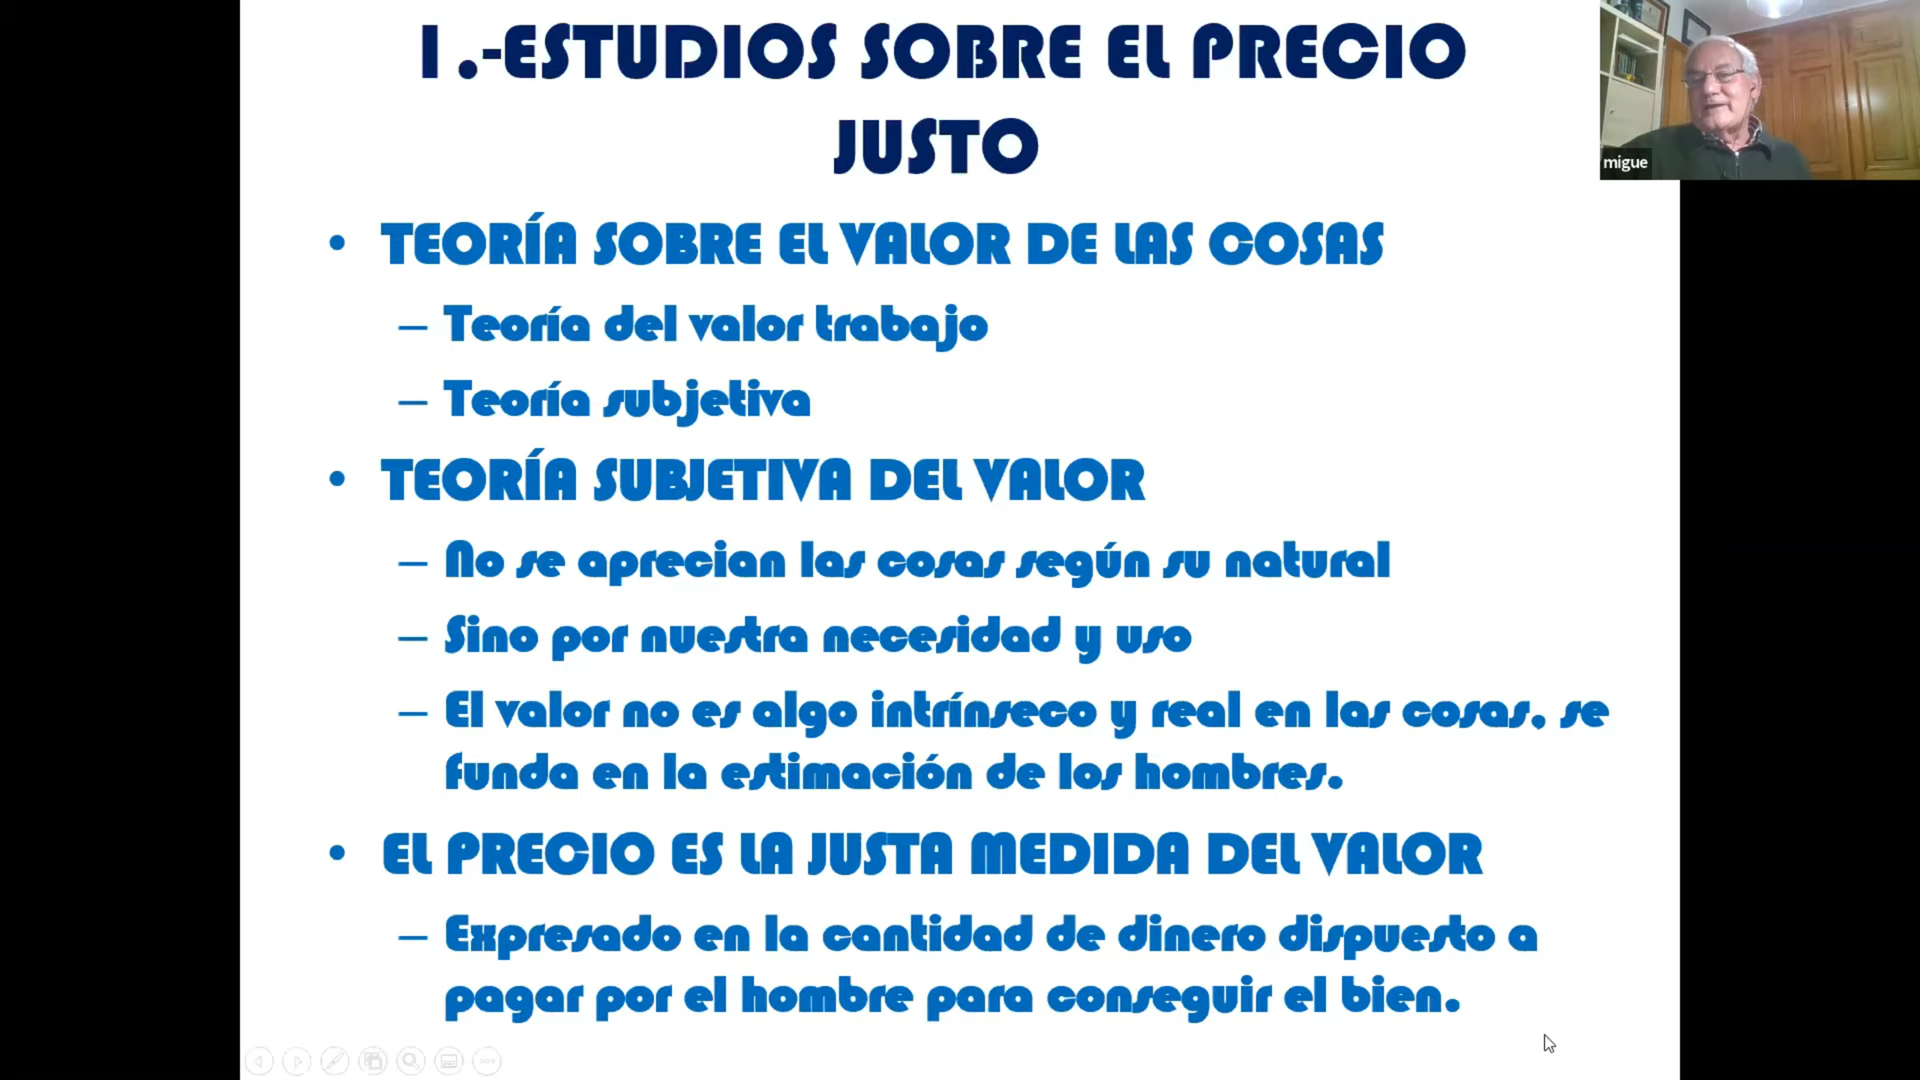 1.-ESTUDIOS SOBRE EL PRECIO
JUSTO
migue
• TEORÍA SOBRE EL VALOR DE LAS COSAS
– Teoría del valor trabajo
– Teoría subjetiva
• TEORÍA SUBJETIVA DEL VALOR
– No se aprecian las cosas según su natural
– Sino por nuestra necesidad y uso
– El valor no es algo intrínseco y real en las cosas, se
funda en la estimación de los hombres.
• EL PRECIO ES LA JUSTA MEDIDA DEL VALOR
– Expresado en la cantidad de dinero dispuesto a
pagar por el hombre para conseguir el bien.